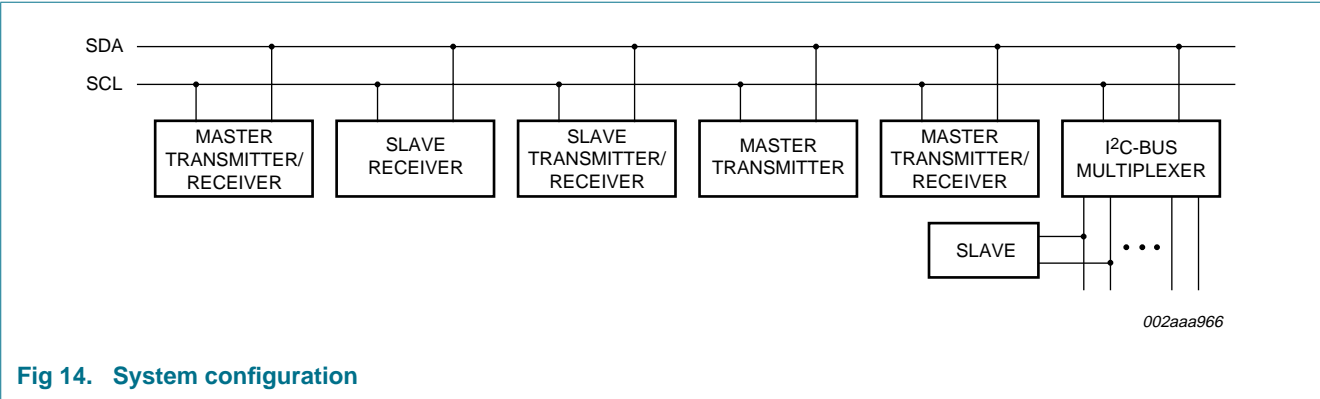 SDA
SCL
MASTER
TRANSMITTER/
RECEIVER
SLAVE
RECEIVER
SLAVE
TRANSMITTER/
RECEIVER
MASTER
TRANSMITTER
MASTER
TRANSMITTER/
RECEIVER
I²C-BUS
MULTIPLEXER
SLAVE
002aaa966
Fig 14. System configuration